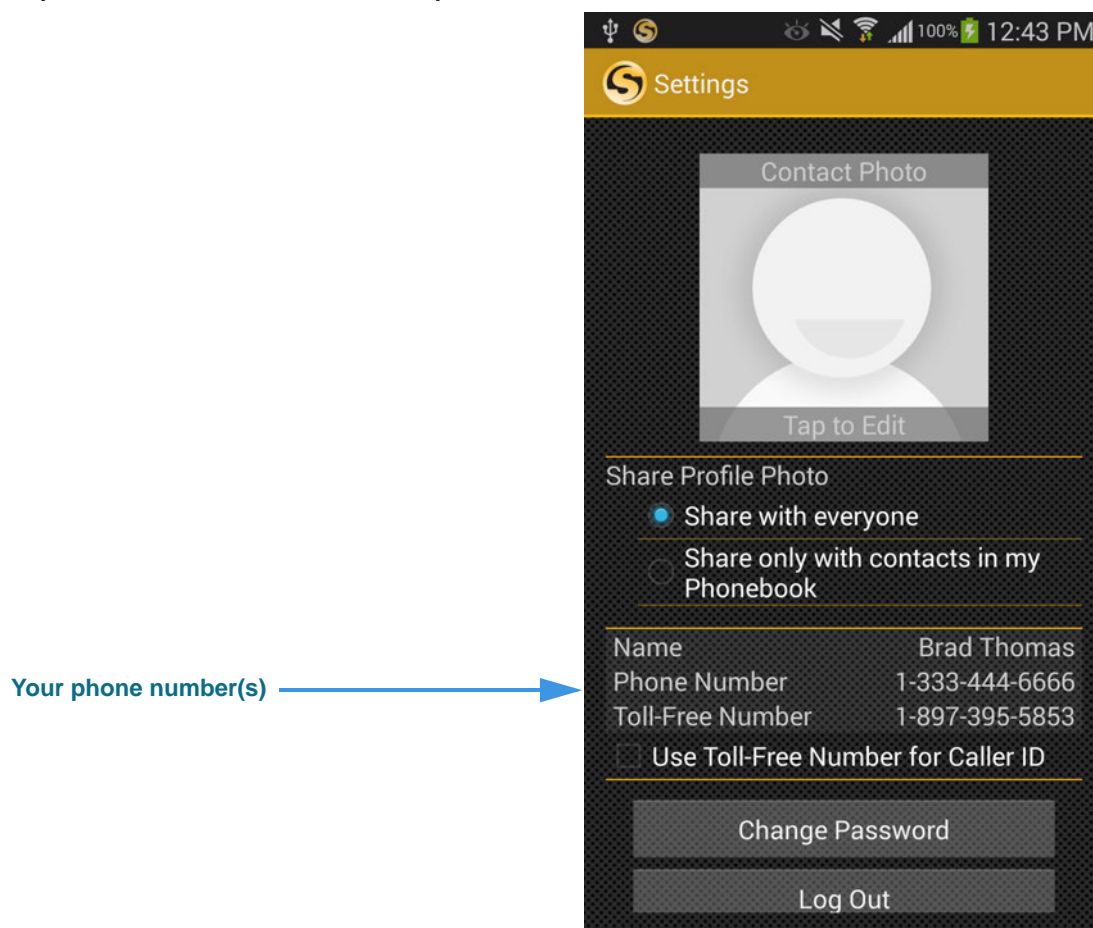 100% 12:43 PM
Settings
Contact Photo
Tap to Edit
Share Profile Photo
Share with everyone
Share only with contacts in my
Phonebook
Name Brad Thomas
Your phone number(s)
Phone Number 1-333-444-6666
Toll-Free Number 1-897-395-5853
Use Toll-Free Number for Caller ID
Change Password
Log Out